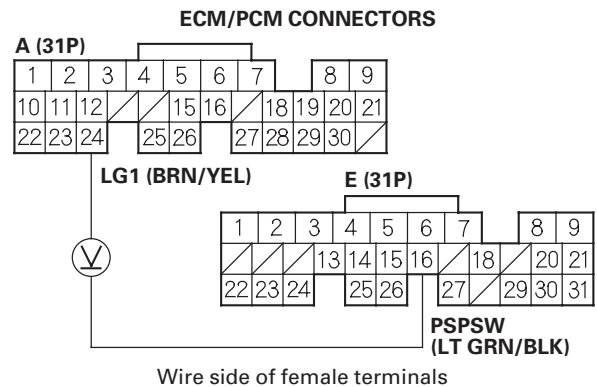 ECM/PCM CONNECTORS
A (31P)
1 2 3 4 5 6 7 8 9
10 11 12 15 16 18 19 20 21
22 23 24 25 26 27 28 29 30
LG1 (BRN/YEL)
E (31P)
1 2 3 4 5 6 7 8 9
13 14 15 16 18 20 21
22 23 24 25 26 27 29 30 31
V
PSPSW
(LT GRN/BLK)
Wire side of female terminals